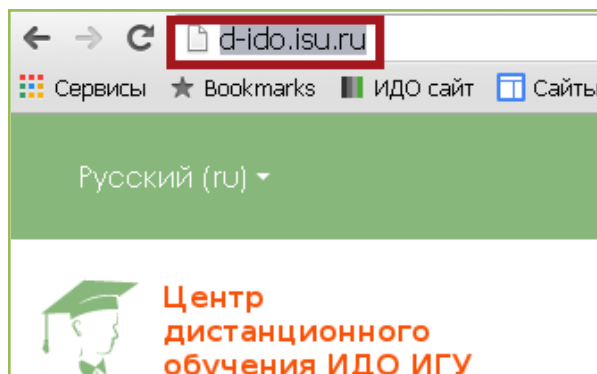 d-ido.isu.ru
Сервисы Bookmarks ИДО сайт Сайты
Русский (ru)
Центр
дистанционного
обучения ИДО ИГУ